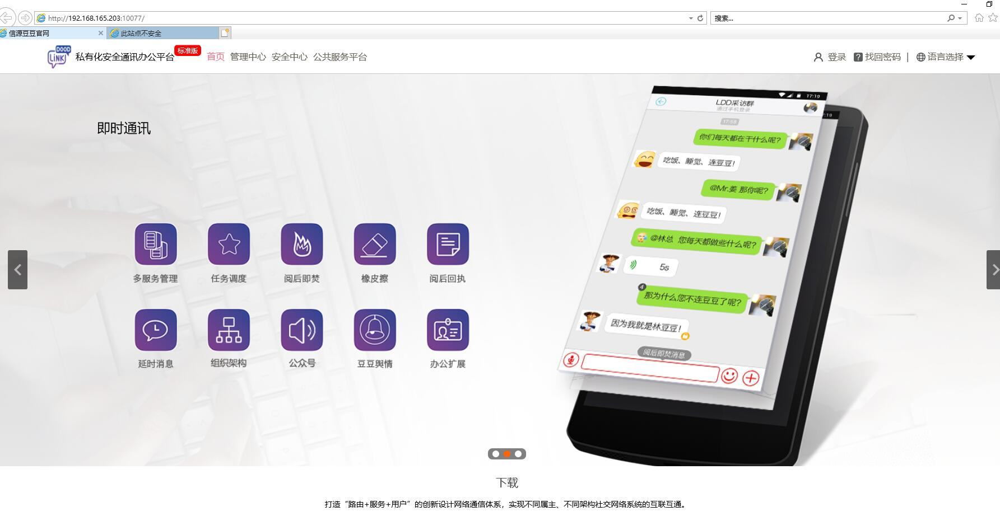 http://192.168.165.203:10077/
搜索...
信源豆豆官网
此站点不安全
DOOD
LiNK
私有化安全通讯办公平台
标准版
首页 管理中心 安全中心 公共服务平台
登录
找回密码 |
语言选择
即时通讯
多服务管理
任务调度
阅后即焚
橡皮擦
阅后回执
延时消息
组织架构
公众号
豆豆舆情
办公扩展
17:19
:19
LDD采访群
通过手机登录
17:58
你们每天都在干什么呢?
吃饭、睡觉、连豆豆!
@Mr.姜 那你呢?
吃饭、睡觉、连豆豆!
@林总 您每天都做些什么呢?
5s
4
那为什么您不连豆豆了呢?
因为我就是林豆豆!
阅后即焚消息
下载
打造“路由+服务+用户”的创新设计网络通信体系，实现不同属主、不同架构社交网络系统的互联互通。